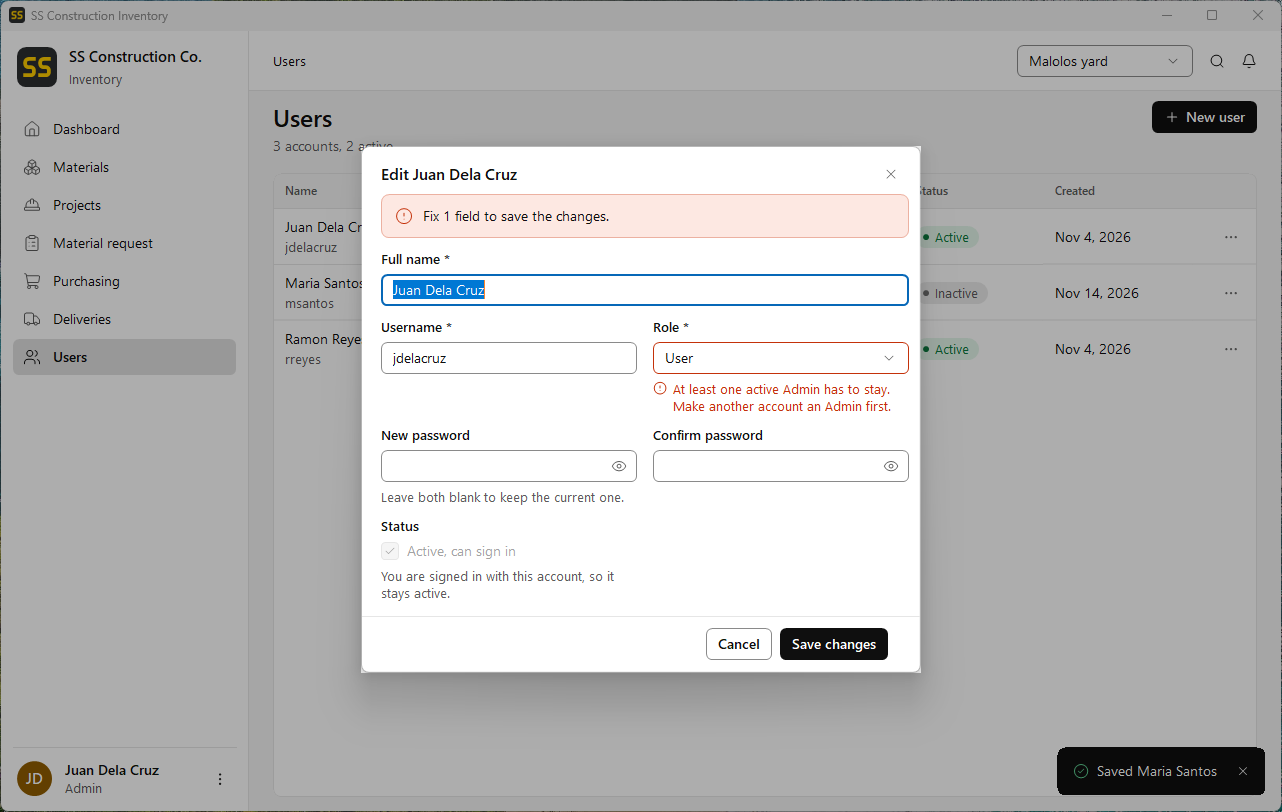 SS SS Construction Inventory
SS
SS Construction Co.
Inventory
Dashboard
Materials
Projects
Material request
Purchasing
Deliveries
Users
JD
Juan Dela Cruz
Admin
Users
Malolos yard
Users
3 accounts, 2 active
New user
Name
Status
Created
Juan Dela Cr
jdelacruz
Active
Nov 4, 2026
Maria Santos
msantos
Inactive
Nov 14, 2026
Ramon Reye
rreyes
Active
Nov 4, 2026
Edit Juan Dela Cruz
Fix 1 field to save the changes.
Full name *
Juan Dela Cruz
Username *
jdelacruz
Role *
User
At least one active Admin has to stay.
Make another account an Admin first.
New password
Confirm password
Leave both blank to keep the current one.
Status
Active, can sign in
You are signed in with this account, so it
stays active.
Cancel
Save changes
Saved Maria Santos